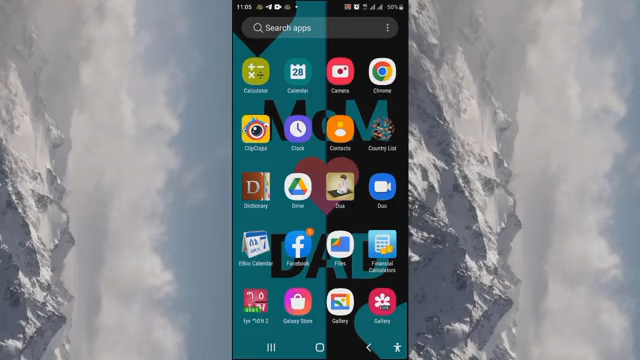 11:05
50%
Search apps
Calculator
28
Calendar
Camera
Chrome
MoM
ClipClaps
Clock
Contacts
Country List
D
Dictionary
Drive
Dua
Duo
DAD
Ethio Calendar
Facebook
Files
Financial
Calculators
Galaxy Store
Gallery
Gallery